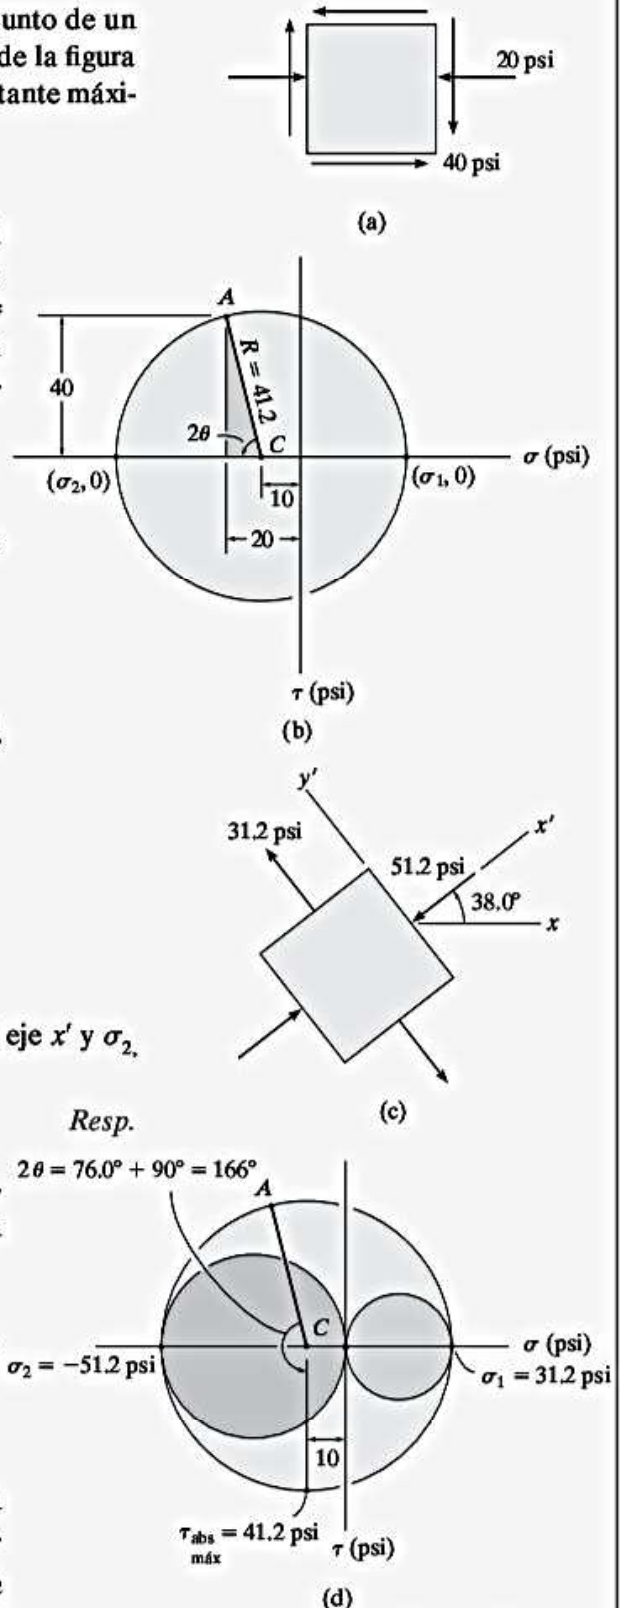 unto de un
de la figura
tante máxi-
20 psi
40 psi
(a)
A
40
R = 41.2
2θ
C
σ (psi)
(σ2, 0)
(σ1, 0)
10
20
τ (psi)
(b)
y'
x'
31.2 psi
51.2 psi
38.0°
x
eje x' y σ2,
(c)
Resp.
2θ = 76.0° + 90° = 166°
A
C
σ (psi)
σ2 = −51.2 psi
σ1 = 31.2 psi
10
τabs = 41.2 psi
máx
τ (psi)
(d)